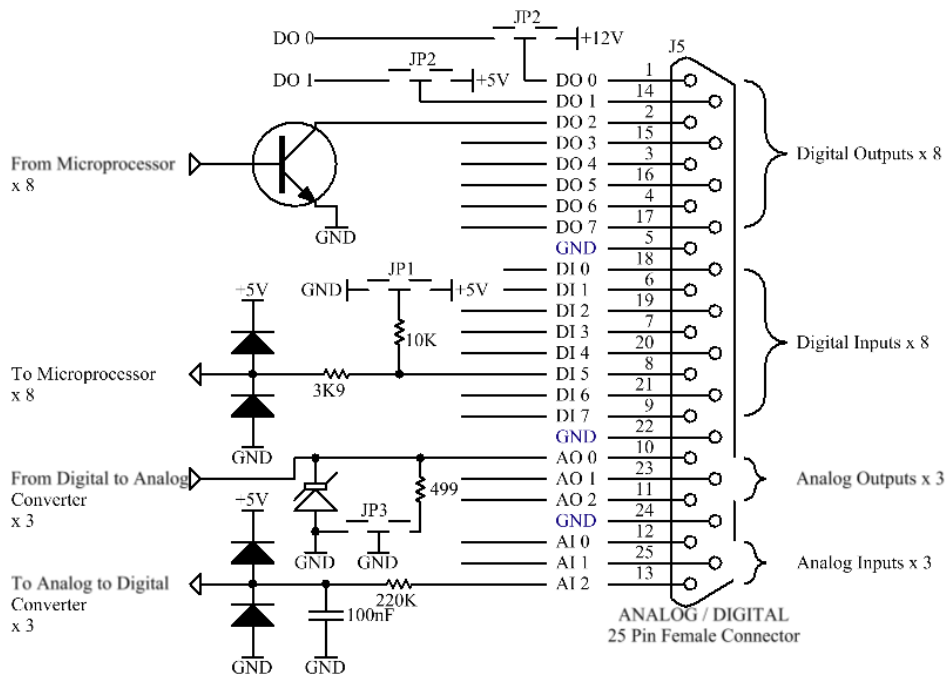 DO 0
JP2
+12V
J5
DO 1
JP2
+5V
DO 0 1
DO 1 14
DO 2 2
DO 3 15
DO 4 3
DO 5 16
DO 6 4
DO 7 17
GND 5
DI 0 18
DI 1 6
DI 2 19
DI 3 7
DI 4 20
DI 5 8
DI 6 21
DI 7 9
GND 22
AO 0 10
AO 1 23
AO 2 11
GND 24
AI 0 12
AI 1 25
AI 2 13
Digital Outputs x 8
Digital Inputs x 8
Analog Outputs x 3
Analog Inputs x 3
ANALOG / DIGITAL
25 Pin Female Connector
From Microprocessor
x 8
GND
GND
JP1
+5V
+5V
10K
To Microprocessor
x 8
3K9
GND
From Digital to Analog
Converter
x 3
+5V
499
JP3
GND
GND
To Analog to Digital
Converter
x 3
220K
100nF
GND
GND